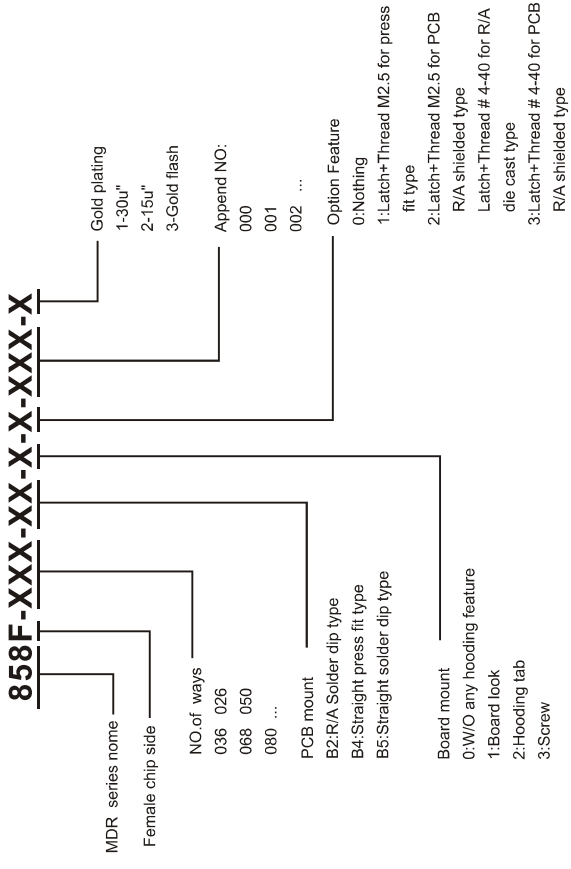 858F-XXX-XX-X-X-XXX-X
MDR series nome
Female chip side
NO.of ways
036 026
068 050
080 ...
PCB mount
B2:R/A Solder dip type
B4:Straight press fit type
B5:Straight solder dip type
Board mount
0:W/O any hooding feature
1:Board look
2:Hooding tab
3:Screw
Gold plating
1-30u"
2-15u"
3-Gold flash
Append NO:
000
001
002 ...
Option Feature
0:Nothing
1:Latch+Thread M2.5 for press
fit type
2:Latch+Thread M2.5 for PCB
R/A shielded type
Latch+Thread # 4-40 for R/A
die cast type
3:Latch+Thread # 4-40 for PCB
R/A shielded type